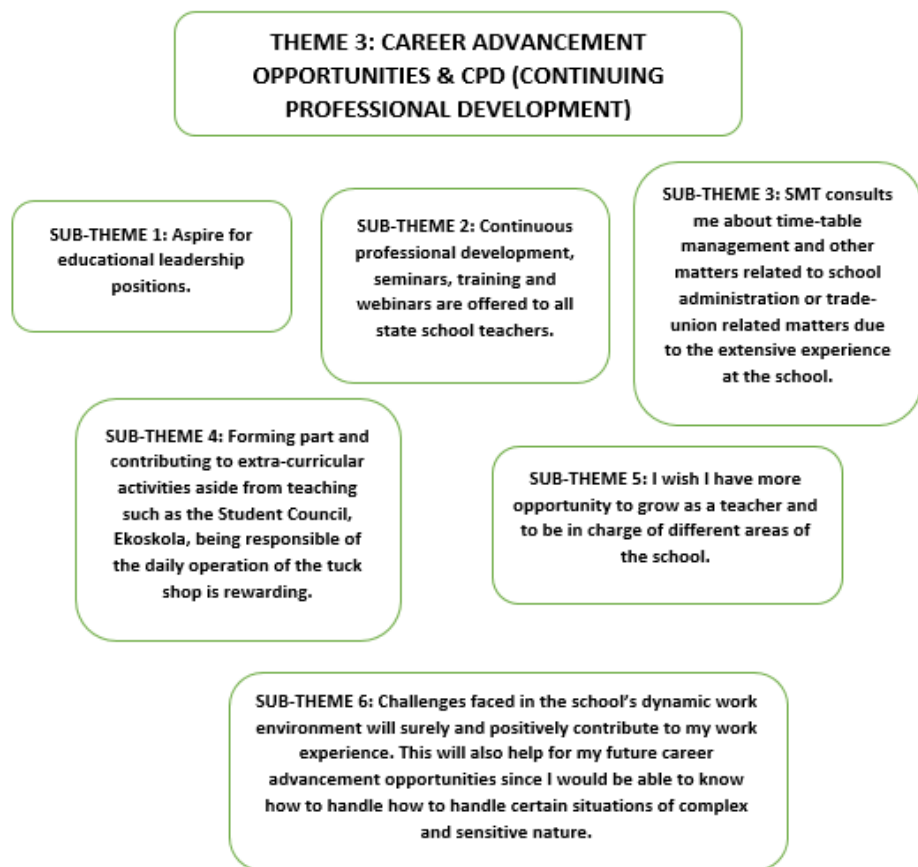 THEME 3: CAREER ADVANCEMENT
OPPORTUNITIES & CPD (CONTINUING
PROFESSIONAL DEVELOPMENT)
SUB-THEME 1: Aspire for
educational leadership
positions.
SUB-THEME 2: Continuous
professional development,
seminars, training and
webinars are offered to all
state school teachers.
SUB-THEME 3: SMT consults
me about time-table
management and other
matters related to school
administration or trade-
union related matters due
to the extensive experience
at the school.
SUB-THEME 4: Forming part and
contributing to extra-curricular
activities aside from teaching
such as the Student Council,
Ekoskola, being responsible of
the daily operation of the tuck
shop is rewarding.
SUB-THEME 5: I wish I have more
opportunity to grow as a teacher and
to be in charge of different areas of
the school.
SUB-THEME 6: Challenges faced in the school’s dynamic work
environment will surely and positively contribute to my work
experience. This will also help for my future career
advancement opportunities since I would be able to know
how to handle how to handle certain situations of complex
and sensitive nature.